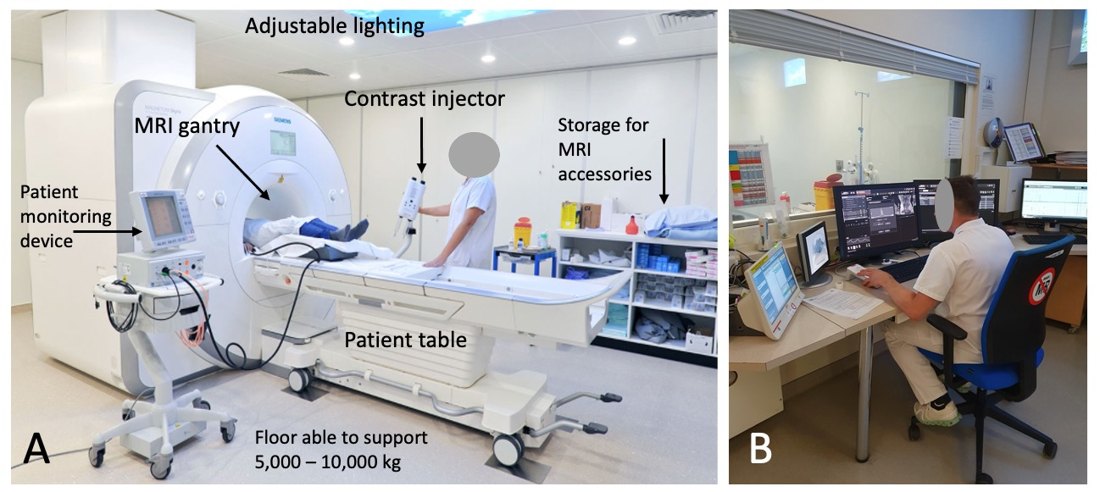 Adjustable lighting
Contrast injector
MRI gantry
SIEMENS
Storage for
MRI
accessories
Patient
monitoring
device
Patient table
Floor able to support
5,000 – 10,000 kg
A
B